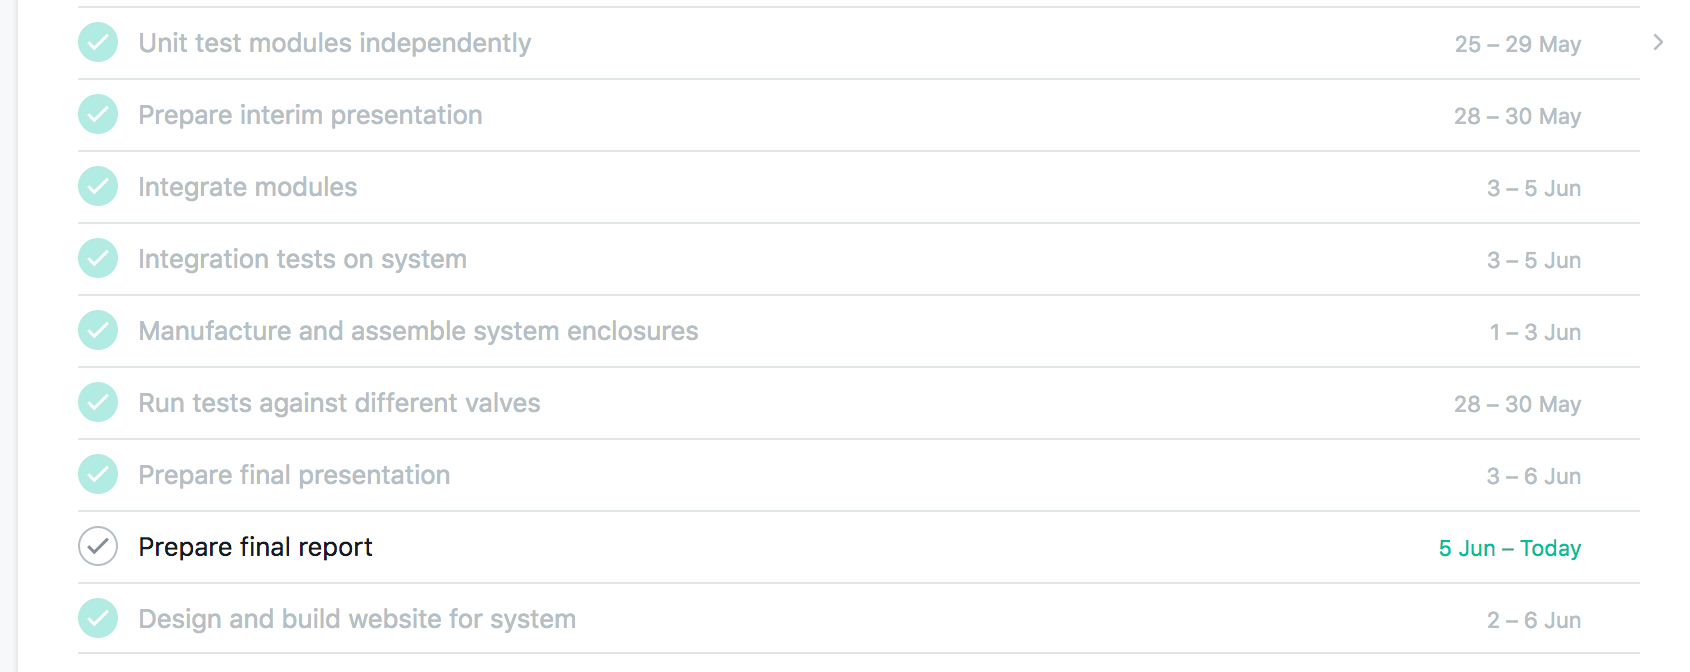 Unit test modules independently 25 – 29 May
Prepare interim presentation 28 – 30 May
Integrate modules 3 – 5 Jun
Integration tests on system 3 – 5 Jun
Manufacture and assemble system enclosures 1 – 3 Jun
Run tests against different valves 28 – 30 May
Prepare final presentation 3 – 6 Jun
Prepare final report 5 Jun – Today
Design and build website for system 2 – 6 Jun